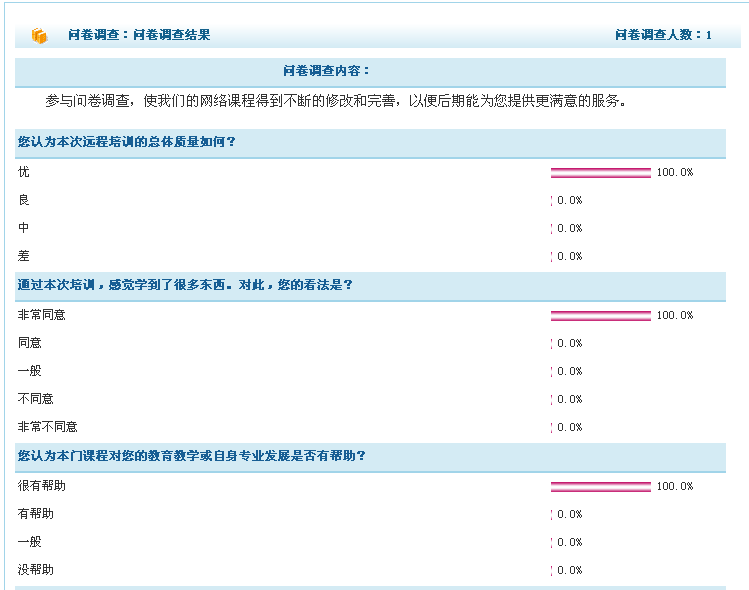 问卷调查：问卷调查结果 问卷调查人数：1
问卷调查内容：
参与问卷调查，使我们的网络课程得到不断的修改和完善，以便后期能为您提供更满意的服务。
您认为本次远程培训的总体质量如何？
优 100.0%
良 0.0%
中 0.0%
差 0.0%
通过本次培训，感觉学到了很多东西。对此，您的看法是？
非常同意 100.0%
同意 0.0%
一般 0.0%
不同意 0.0%
非常不同意 0.0%
您认为本门课程对您的教育教学或自身专业发展是否有帮助？
很有帮助 100.0%
有帮助 0.0%
一般 0.0%
没帮助 0.0%